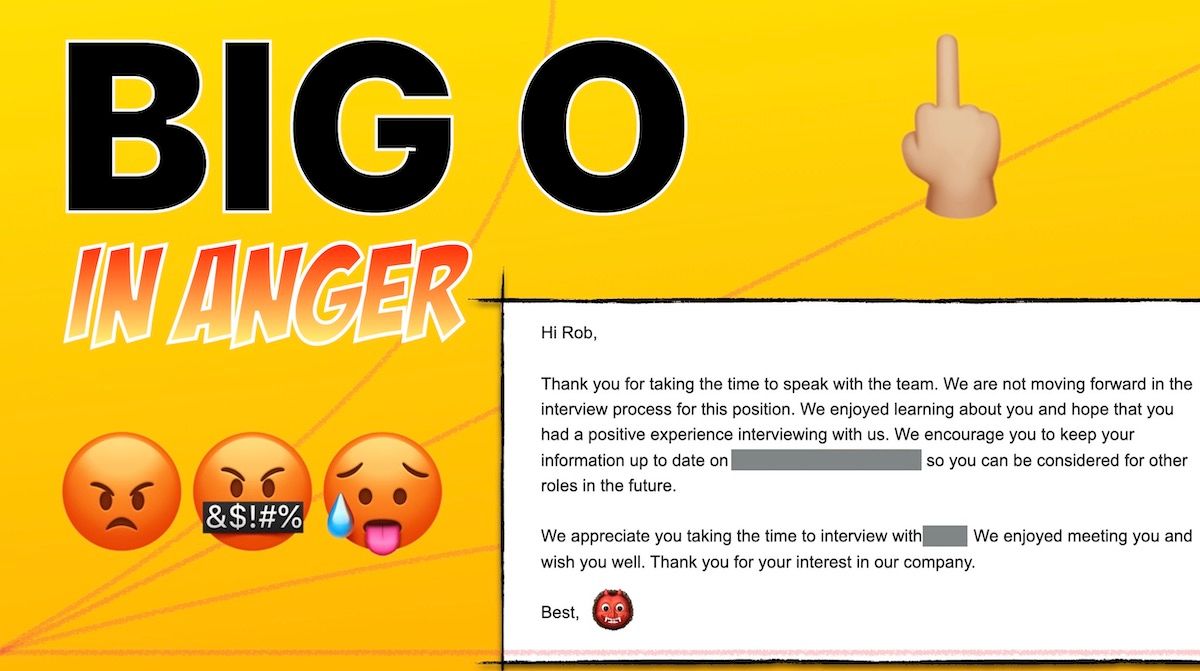 BIG O
IN ANGER
&$!#%
Hi Rob,
Thank you for taking the time to speak with the team. We are not moving forward in the
interview process for this position. We enjoyed learning about you and hope that you
had a positive experience interviewing with us. We encourage you to keep your
information up to date on so you can be considered for other
roles in the future.
We appreciate you taking the time to interview with We enjoyed meeting you and
wish you well. Thank you for your interest in our company.
Best,